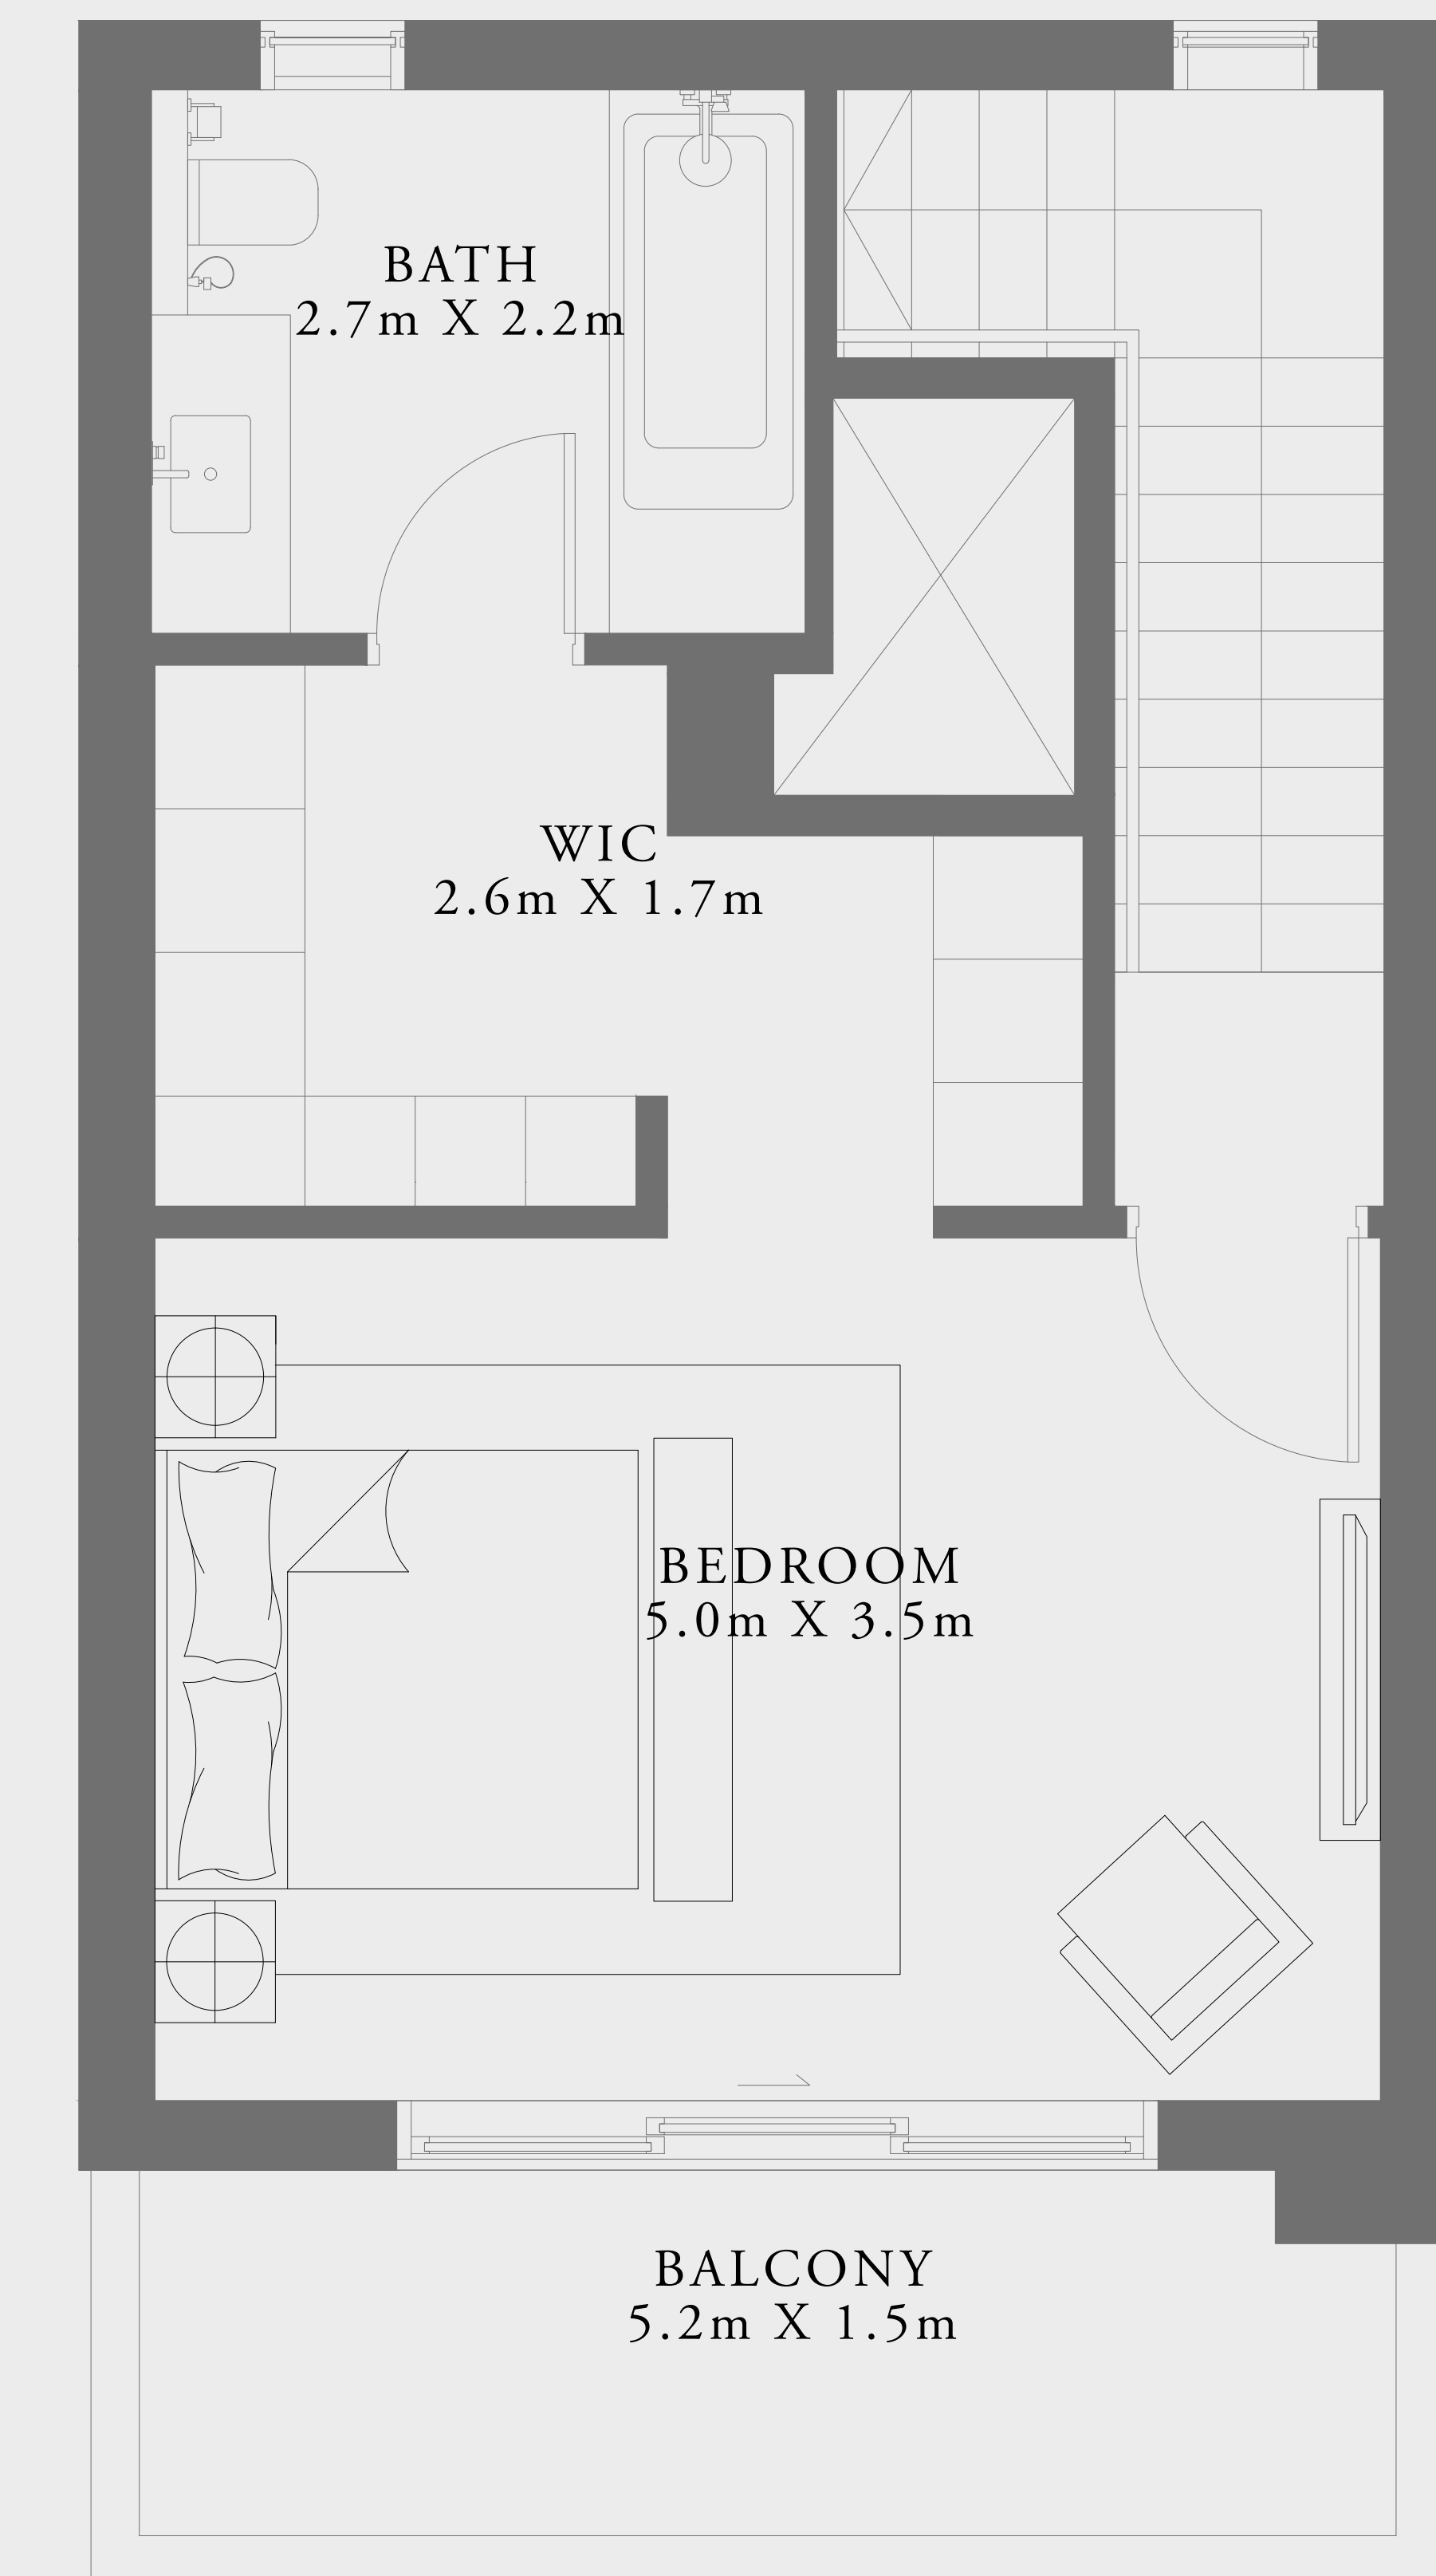 BATH
2.7m X 2.2m
WIC
2.6m X 1.7m
BEDROOM
5.0m X 3.5m
BALCONY
5.2m X 1.5m